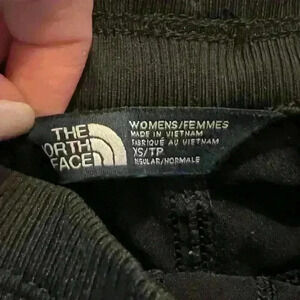 THE
NORTH
FACE
WOMENS/FEMMES
MADE IN VIETNAM
FABRIQUÉ AU VIETNAM
XS/TP
REGULAR/NORMALE